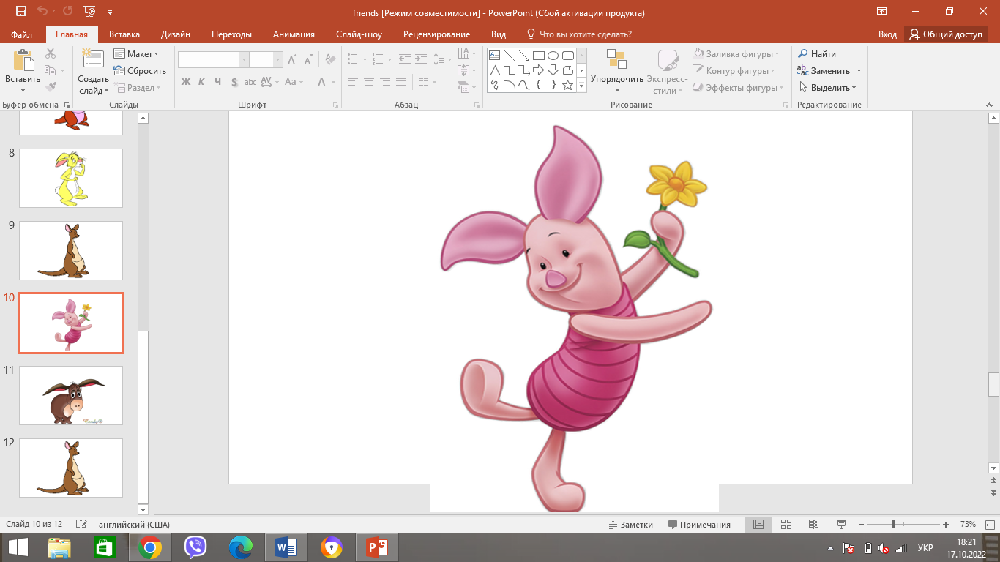 friends [Режим совместимости] - PowerPoint (Сбой активации продукта)
Файл Главная Вставка Дизайн Переходы Анимация Слайд-шоу Рецензирование Вид Что вы хотите сделать? Вход Общий доступ
Вставить
Буфер обмена
Создать слайд
Макет
Сбросить
Раздел
Слайды
Ж К Ч S abc AV Aa A
Шрифт
Абзац
Упорядочить
Экспресс-стили
Заливка фигуры
Контур фигуры
Эффекты фигуры
Рисование
Найти
Заменить
Выделить
Редактирование
8
9
10
11
12
Слайд 10 из 12 английский (США) Заметки Примечания 73%
УКР 18:21
17.10.2022